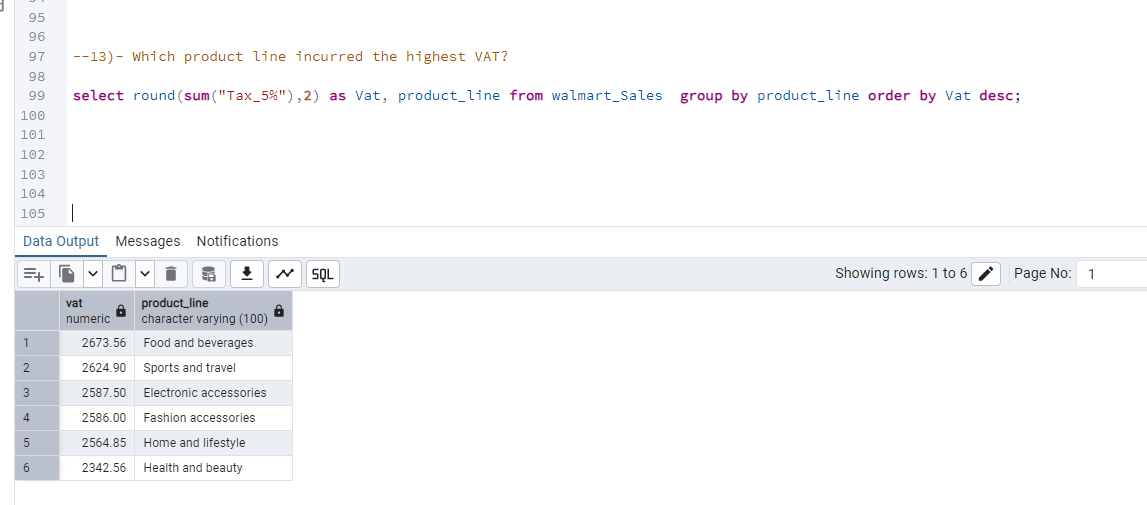 95
96
97 --13)- Which product line incurred the highest VAT?
98
99 select round(sum("Tax_5%"),2) as Vat, product_line from walmart_Sales  group by product_line order by Vat desc;
100
101
102
103
104
105
Data Output Messages Notifications
SQL Showing rows: 1 to 6 Page No: 1
vat product_line
numeric character varying (100)
1 2673.56 Food and beverages
2 2624.90 Sports and travel
3 2587.50 Electronic accessories
4 2586.00 Fashion accessories
5 2564.85 Home and lifestyle
6 2342.56 Health and beauty